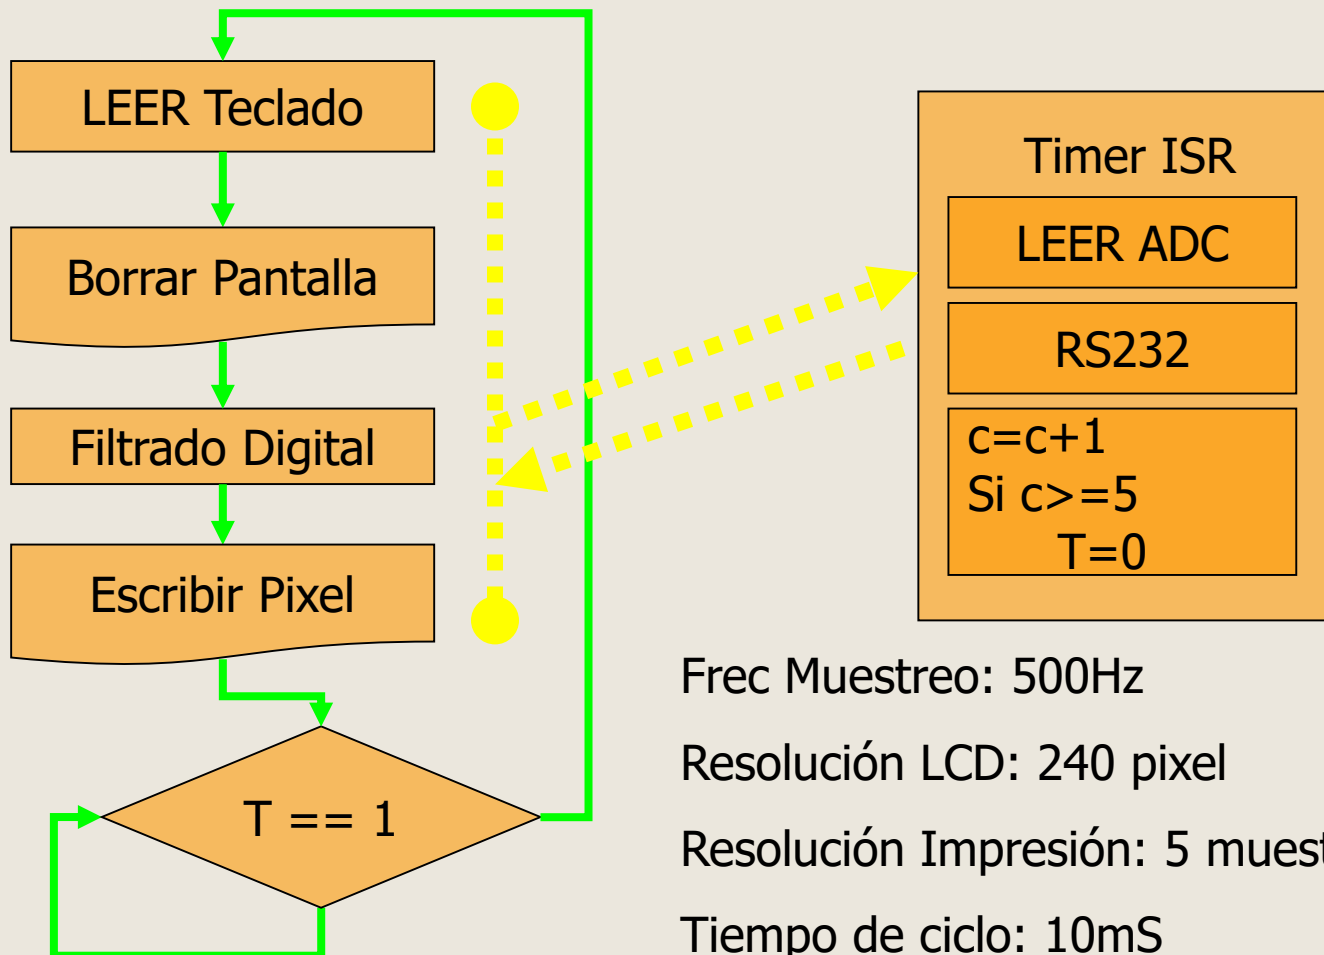 LEER Teclado
Borrar Pantalla
Filtrado Digital
Escribir Pixel
T == 1
Timer ISR
LEER ADC
RS232
c=c+1
Si c>=5
T=0
Frec Muestreo: 500Hz
Resolución LCD: 240 pixel
Resolución Impresión: 5
Tiempo de ciclo: 10mS